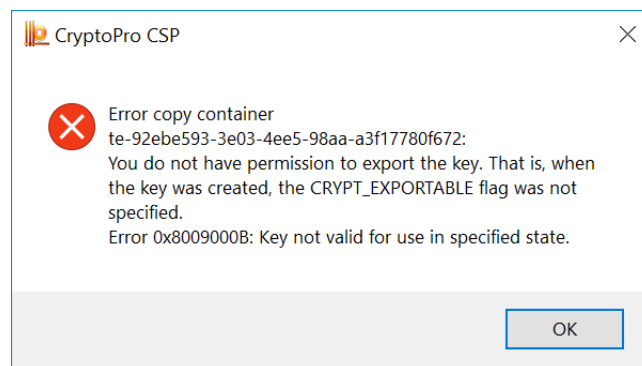 CryptoPro CSP
Error copy container
te-92ebe593-3e03-4ee5-98aa-a3f17780f672:
You do not have permission to export the key. That is, when
the key was created, the CRYPT_EXPORTABLE flag was not
specified.
Error 0x8009000B: Key not valid for use in specified state.
OK